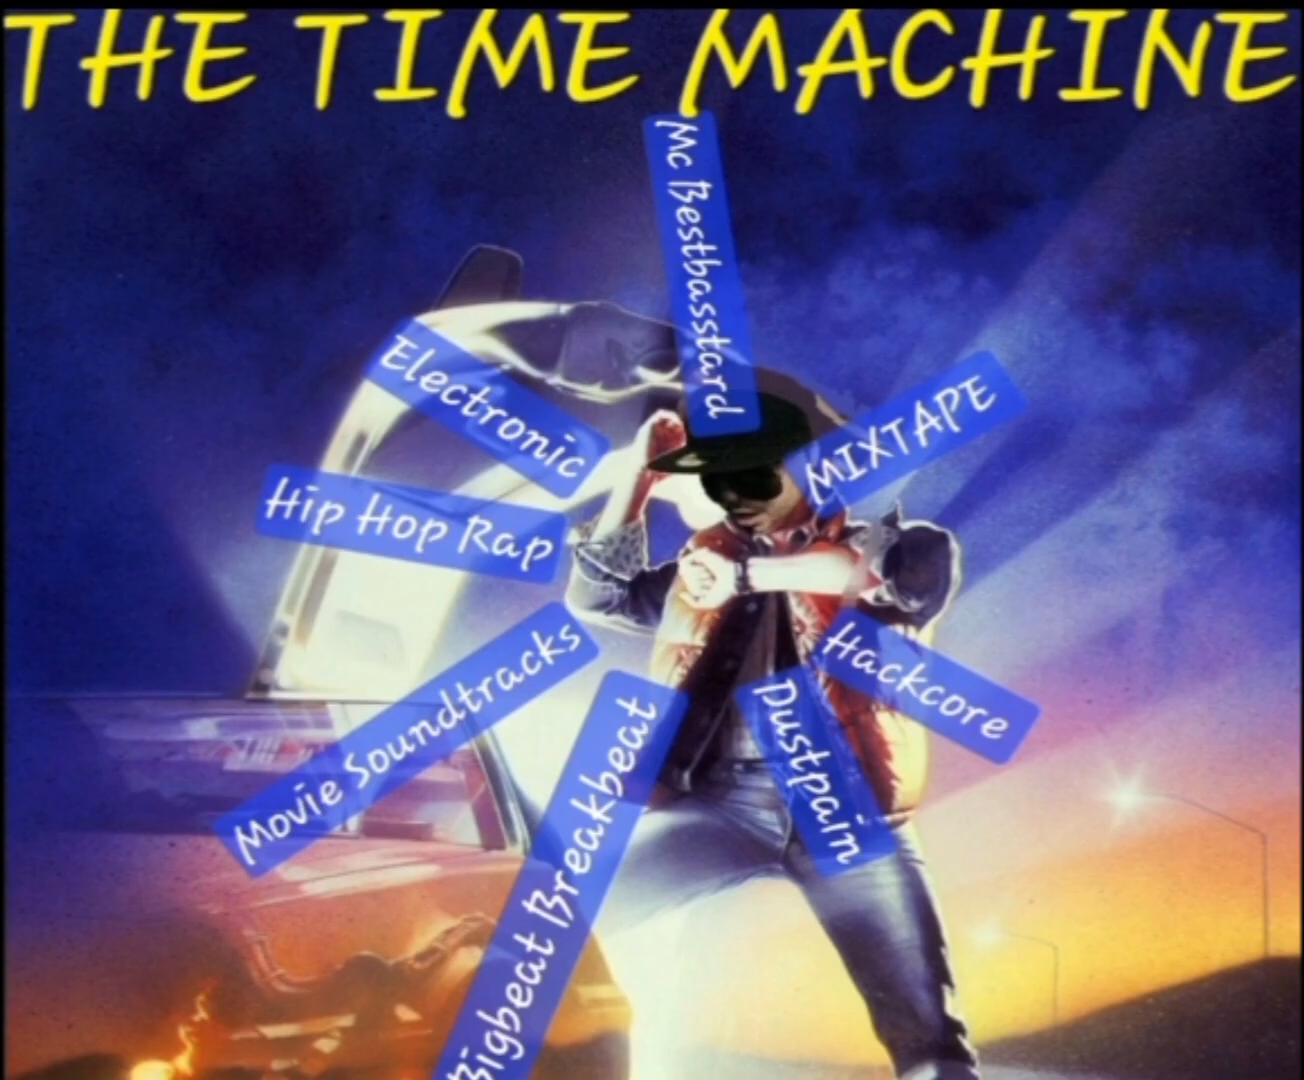 THE TIME MACHINE
Mc Bestbasstard
Electronic
MIXTAPE
Hip Hop Rap
Movie Soundtracks
Hackcore
Dustpain
Bigbeat Breakbeat